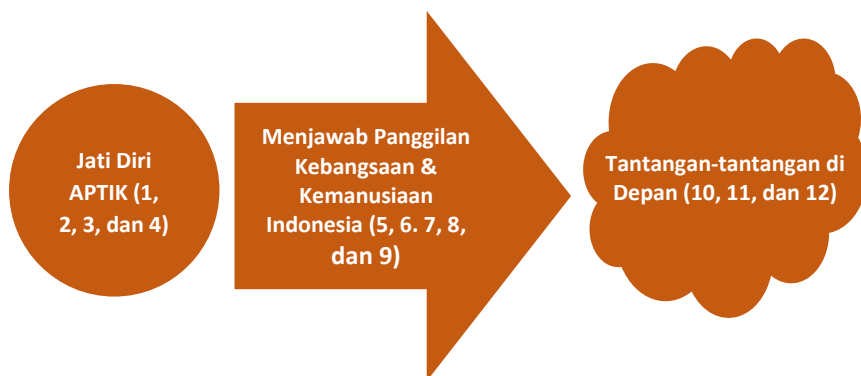 Jati Diri
APTIK (1,
2, 3, dan 4)
Menjawab Panggilan
Kebangsaan &
Kemanusiaan
Indonesia (5, 6. 7, 8,
dan 9)
Tantangan-tantangan di
Depan (10, 11, dan 12)